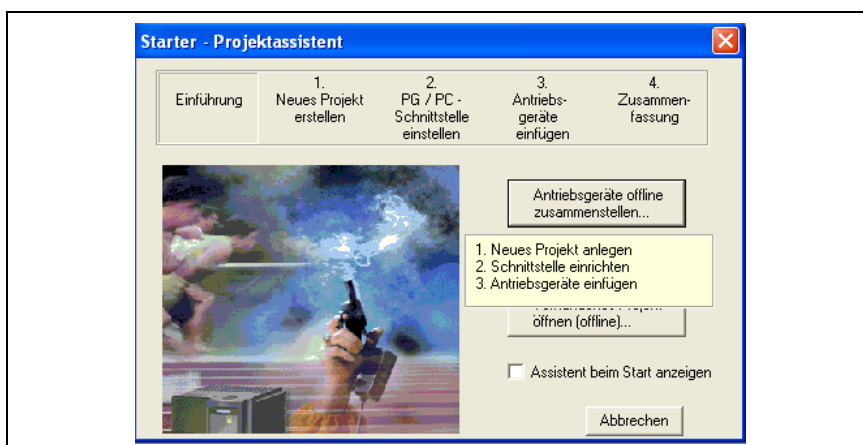 Starter - Projektassistent
Einführung
1.
Neues Projekt
erstellen
2.
PG / PC -
Schnittstelle
einstellen
3.
Antriebs-
geräte
einfügen
4.
Zusammen-
fassung
Antriebsgeräte offline
zusammenstellen...
1. Neues Projekt anlegen
2. Schnittstelle einrichten
3. Antriebsgeräte einfügen
öffnen (offline)...
Assistent beim Start anzeigen
Abbrechen